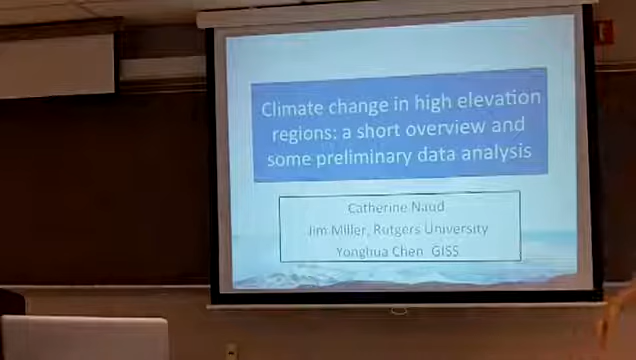 Climate change in high elevation
regions: a short overview and
some preliminary data analysis
Catherine Naud
Jim Miller, Rutgers University
Yonghua Chen GISS